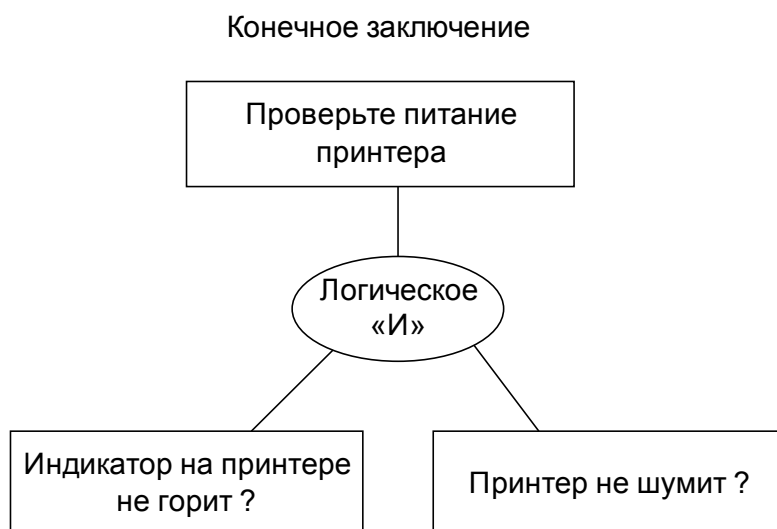 Конечное заключение
Проверьте питание
принтера
Логическое
«И»
Индикатор на принтере
не горит ?
Принтер не шумит ?